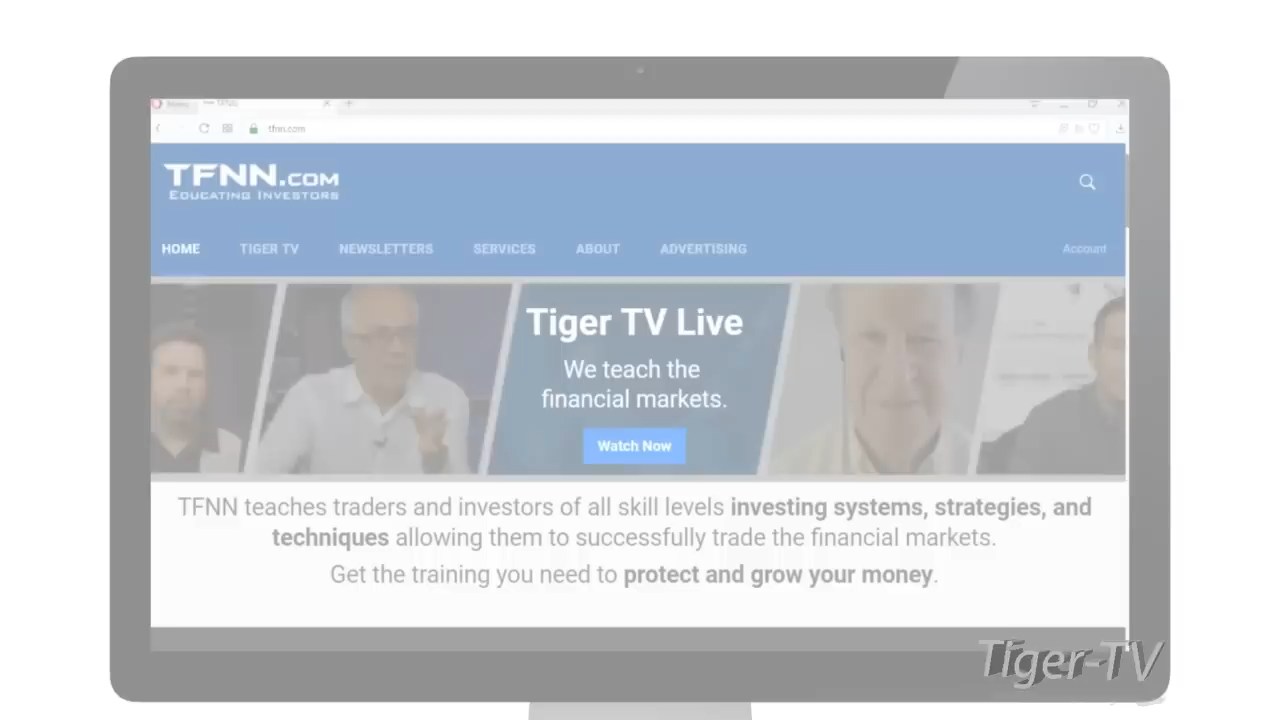 TFNN
tfnn.com
TFNN.COM
EDUCATING INVESTORS
HOME TIGER TV NEWSLETTERS SERVICES ABOUT ADVERTISING Account
Tiger TV Live
We teach the
financial markets.
Watch Now
TFNN teaches traders and investors of all skill levels investing systems, strategies, and
techniques allowing them to successfully trade the financial markets.
Get the training you need to protect and grow your money.
Tiger-TV